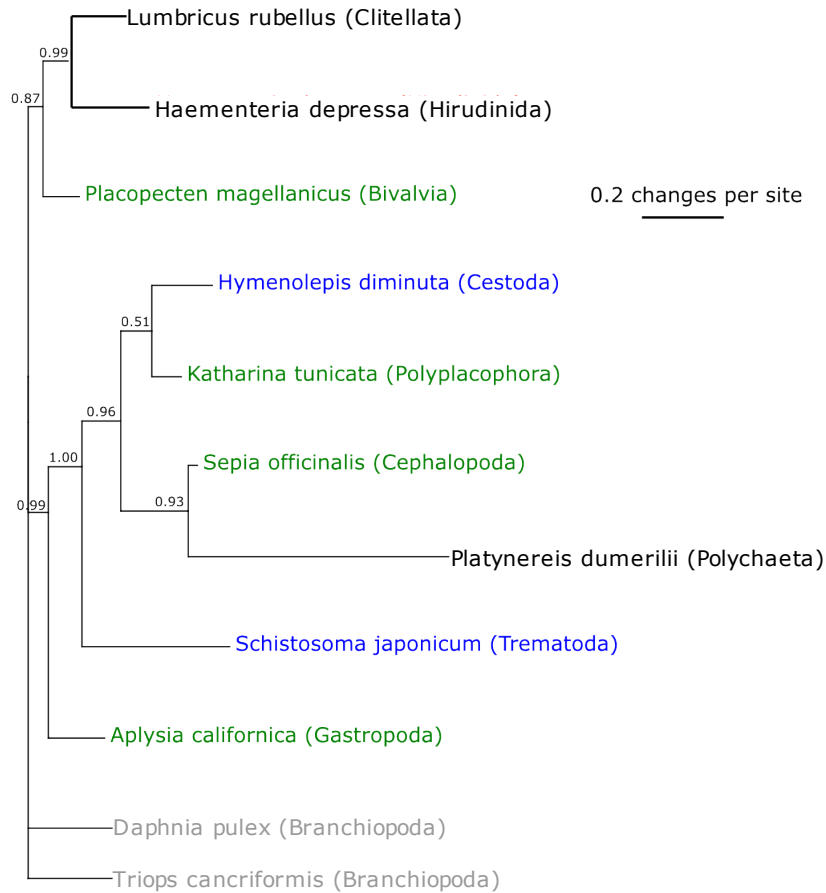 Lumbricus rubellus (Clitellata)
0.99
0.87
Haementeria depressa (Hirudinida)
Placopecten magellanicus (Bivalvia)
0.2 changes per site
Hymenolepis diminuta (Cestoda)
0.51
Katharina tunicata (Polyplacophora)
0.96
1.00
Sepia officinalis (Cephalopoda)
0.93
0.99
Platynereis dumerilii (Polychaeta)
Schistosoma japonicum (Trematoda)
Aplysia californica (Gastropoda)
Daphnia pulex (Branchiopoda)
Triops cancriformis (Branchiopoda)